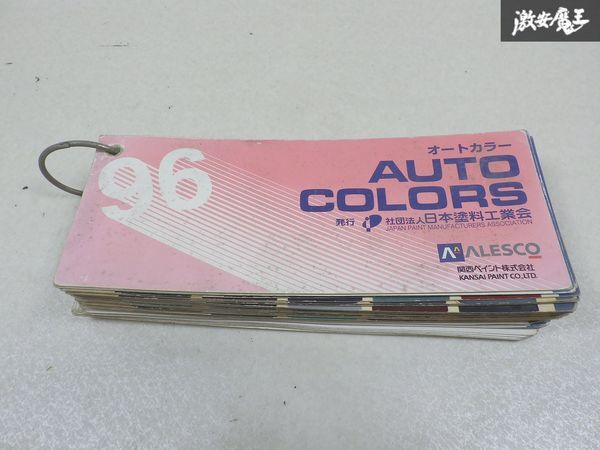 激安魔王
96
オートカラー
AUTO
COLORS
発行 社団法人日本塗料工業会
JAPAN PAINT MANUFACTURERS ASSOCIATION
ALESCO
関西ペイント株式会社
KANSAI PAINT CO.,LTD.